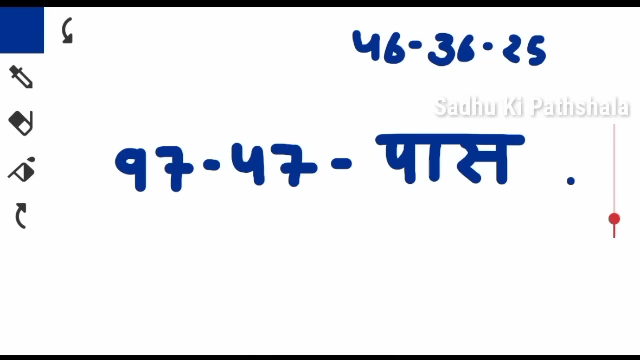 46-36-25
Sadhu Ki Pathshala
97-47- पास .